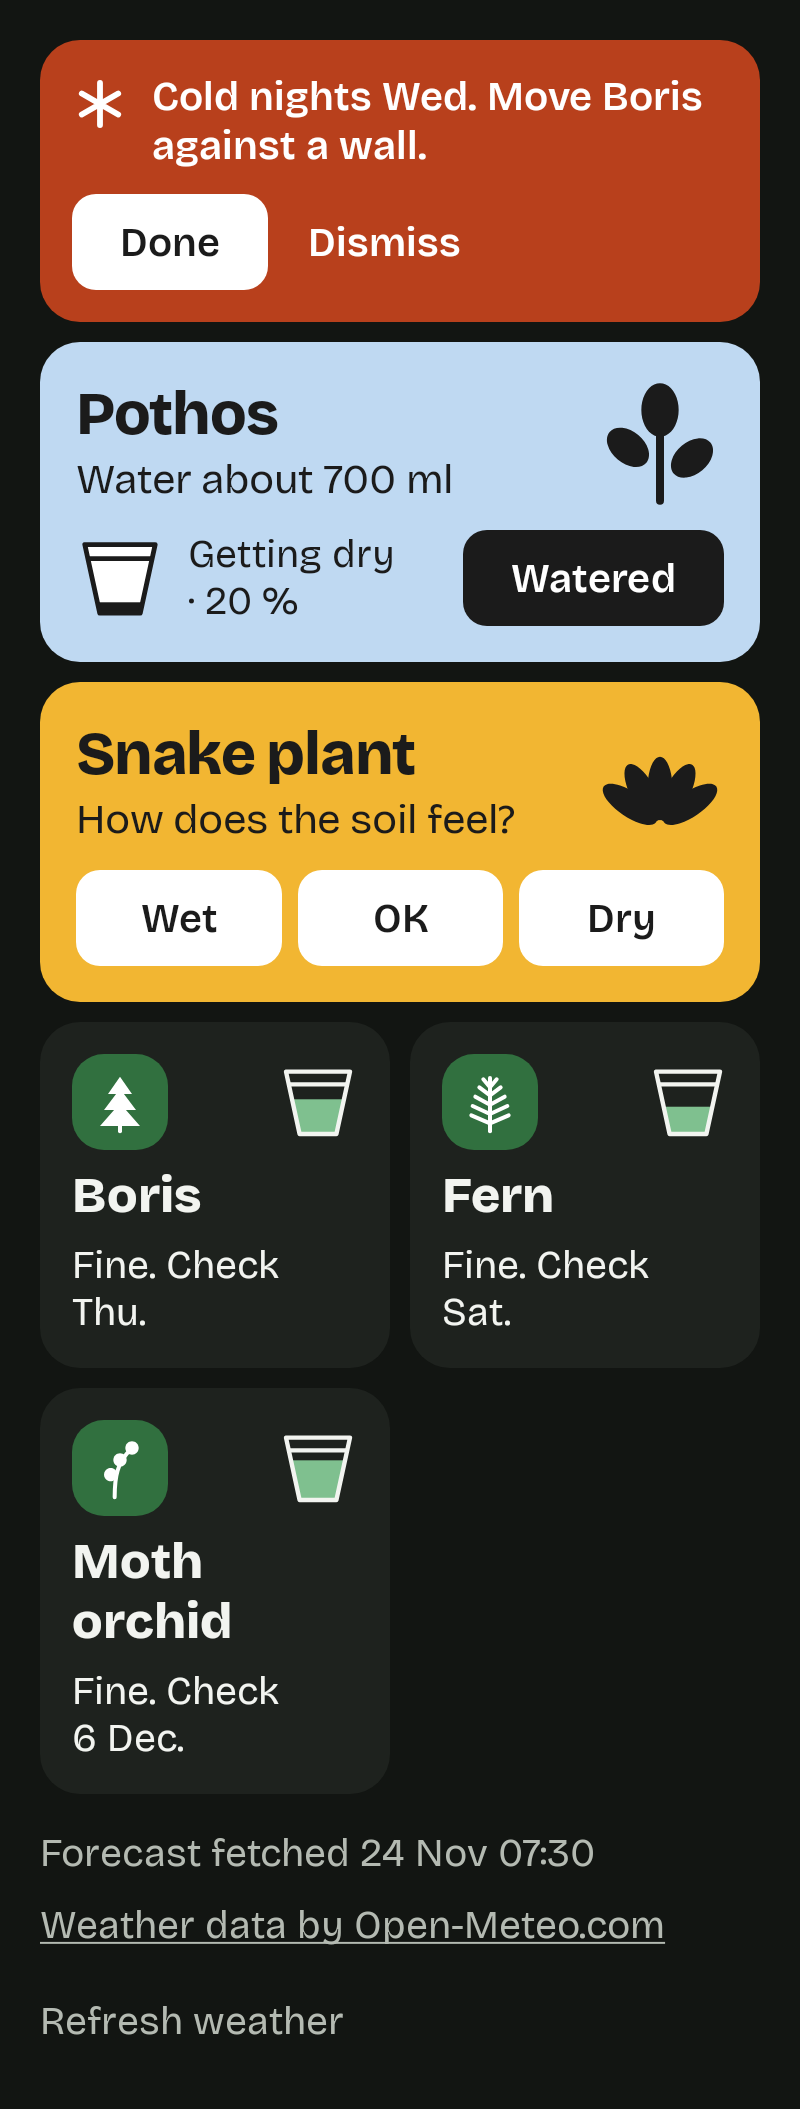 Cold nights Wed. Move Boris
against a wall.
Done
Dismiss
Pothos
Water about 700 ml
Getting dry
· 20 %
Watered
Snake plant
How does the soil feel?
Wet
OK
Dry
Boris
Fine. Check
Thu.
Fern
Fine. Check
Sat.
Moth
orchid
Fine. Check
6 Dec.
Forecast fetched 24 Nov 07:30
Weather data by Open-Meteo.com
Refresh weather